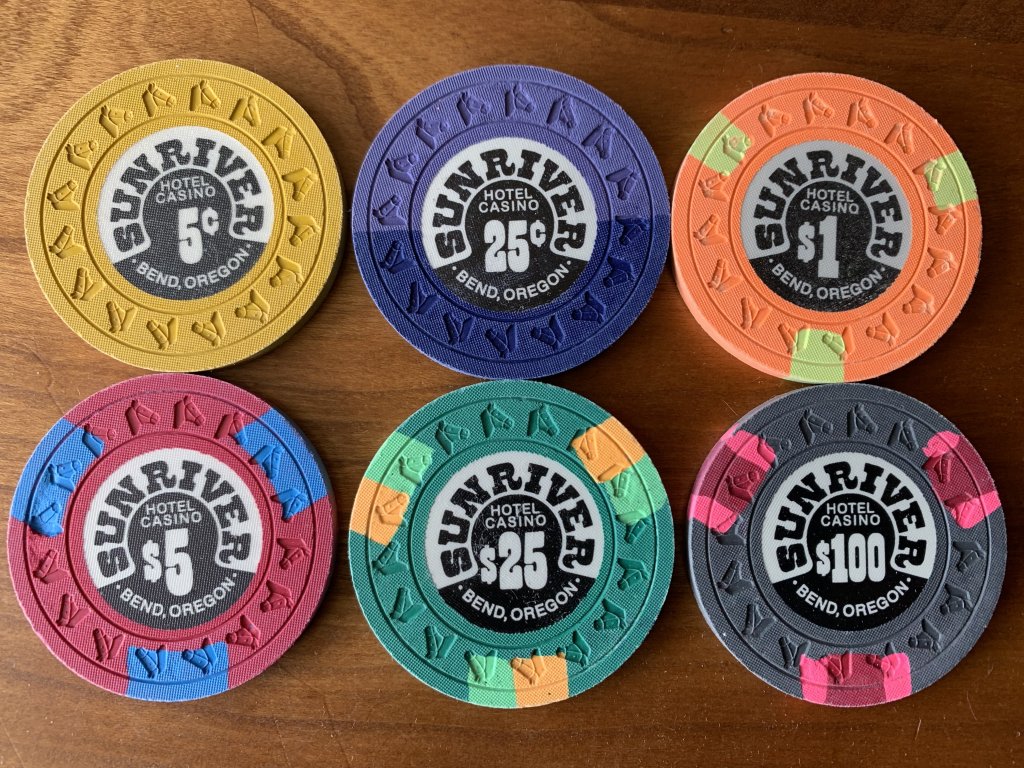 SUNRIVER
HOTEL
CASINO
5¢
• BEND, OREGON •
SUNRIVER
HOTEL
CASINO
25¢
• BEND, OREGON •
SUNRIVER
HOTEL
CASINO
$1
• BEND, OREGON •
SUNRIVER
HOTEL
CASINO
$5
• BEND, OREGON •
SUNRIVER
HOTEL
CASINO
$25
• BEND, OREGON •
SUNRIVER
HOTEL
CASINO
$100
• BEND, OREGON •